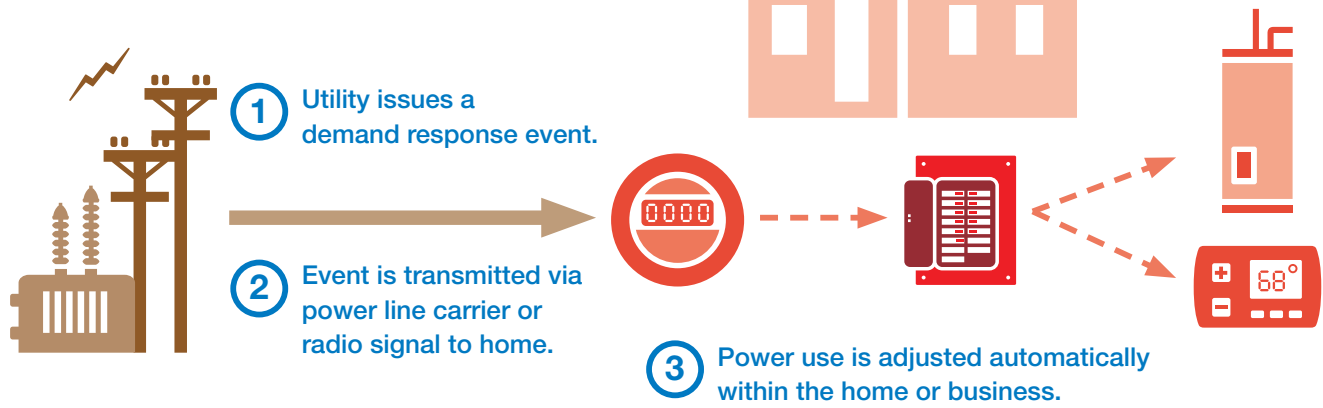 1
Utility issues a
demand response event.
0000
2
Event is transmitted via
power line carrier or
radio signal to home.
+
68°
−
3
Power use is adjusted automatically
within the home or business.